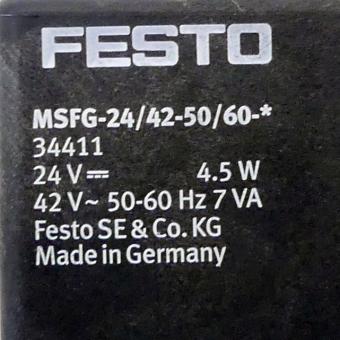 FESTO
MSFG-24/42-50/60-*
34411
24 V⎓ 4.5 W
42 V~ 50-60 Hz 7 VA
Festo SE & Co. KG
Made in Germany